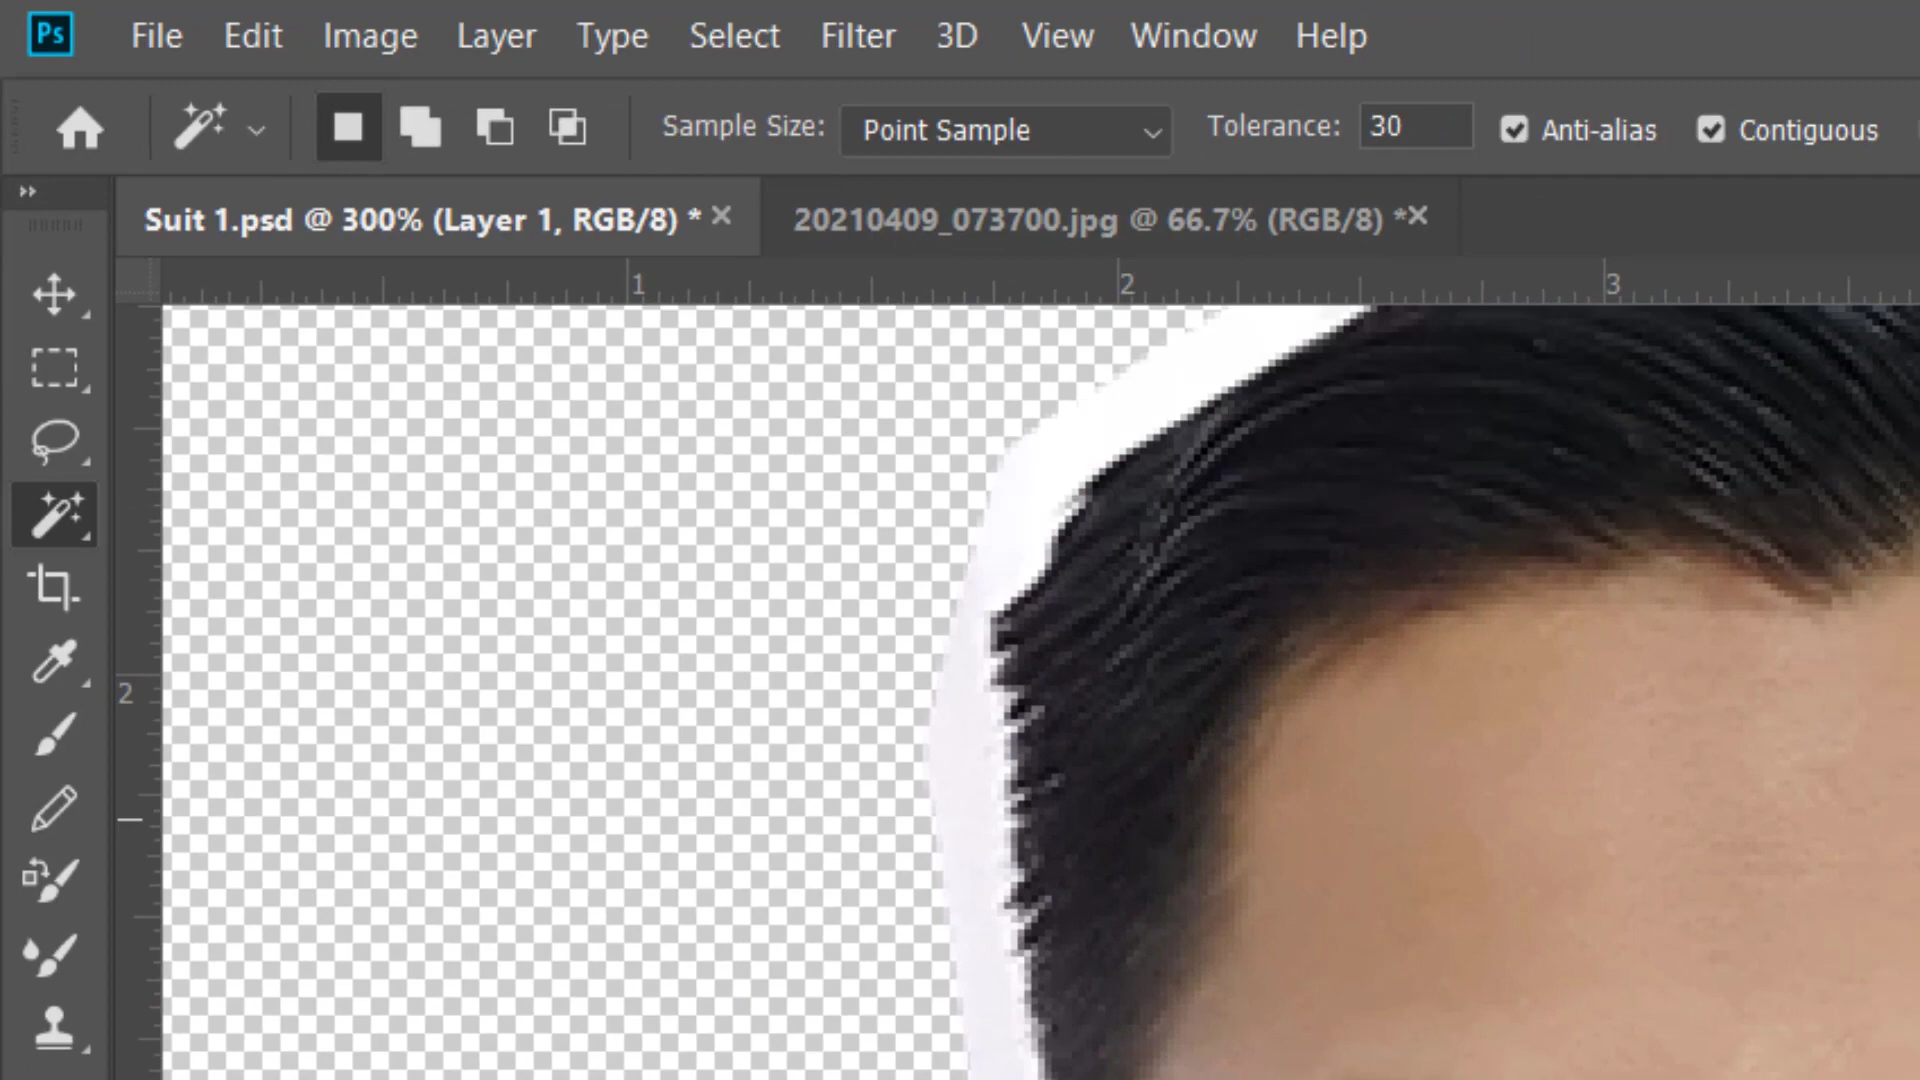 Ps File Edit Image Layer Type Select Filter 3D View Window Help
Sample Size: Point Sample Tolerance: 30 Anti-alias Contiguous
Suit 1.psd @ 300% (Layer 1, RGB/8) * × 20210409_073700.jpg @ 66.7% (RGB/8) *×
1 2 3
2